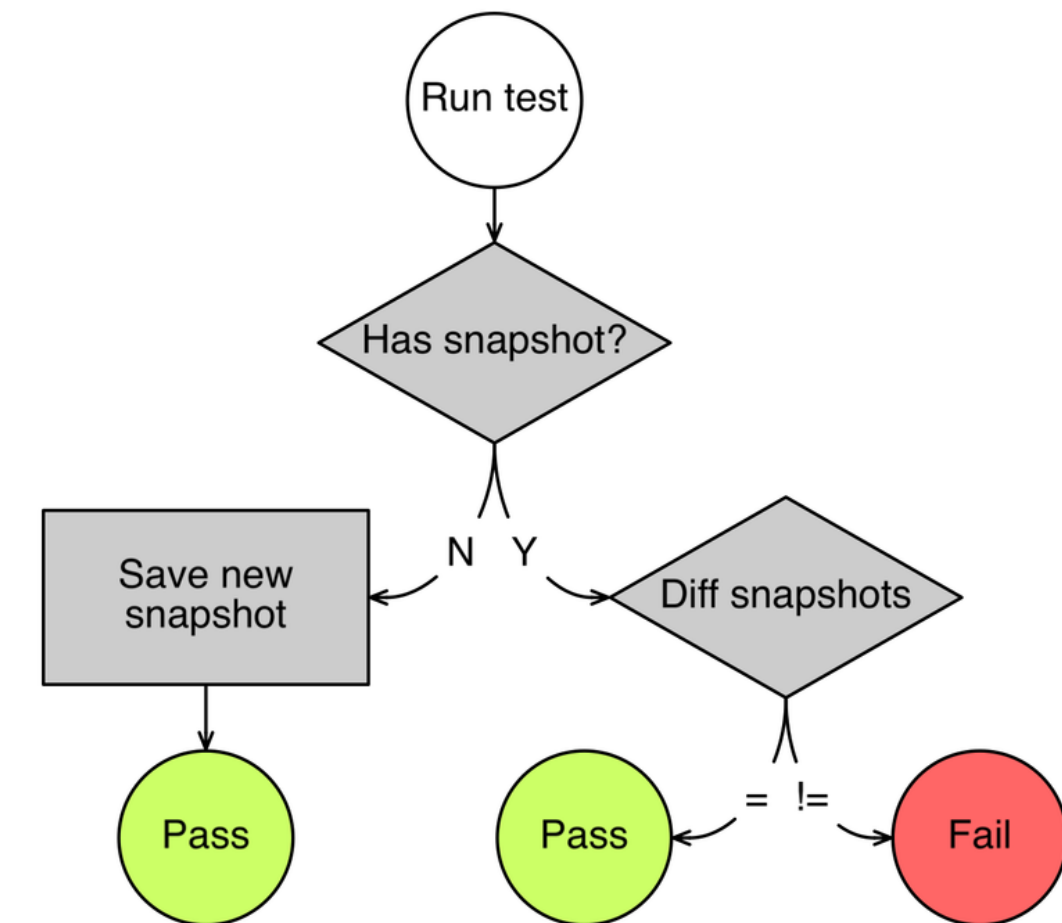 Run test
Has snapshot?
N
Y
Save new
snapshot
Diff snapshots
=
!=
Pass
Pass
Fail